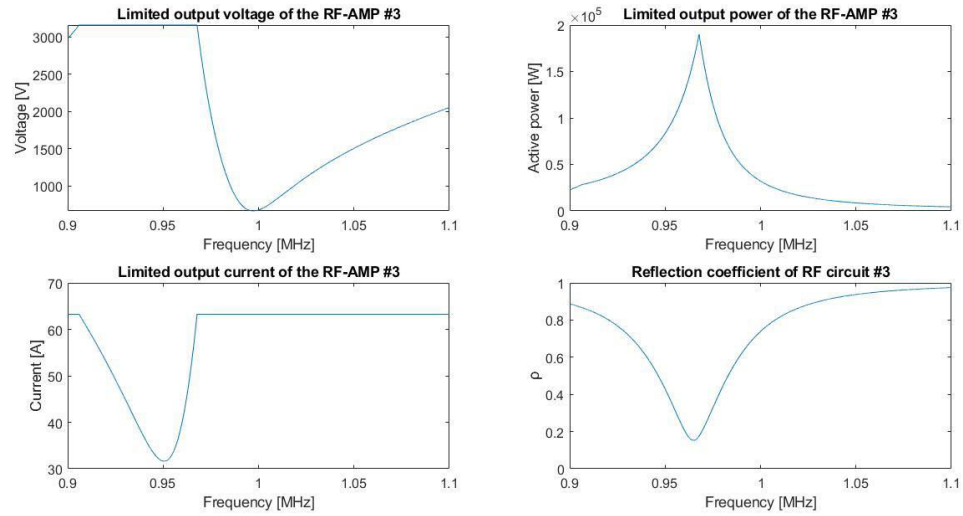 Limited output voltage of the RF-AMP #3
3000
2500
2000
1500
1000
Voltage [V]
0.9 0.95 1 1.05 1.1
Frequency [MHz]
Limited output power of the RF-AMP #3
×10⁵
2
1.5
1
0.5
0
Active power [W]
0.9 0.95 1 1.05 1.1
Frequency [MHz]
Limited output current of the RF-AMP #3
70
60
50
40
30
Current [A]
0.9 0.95 1 1.05 1.1
Frequency [MHz]
Reflection coefficient of RF circuit #3
1
0.8
0.6
0.4
0.2
0
ρ
0.9 0.95 1 1.05 1.1
Frequency [MHz]